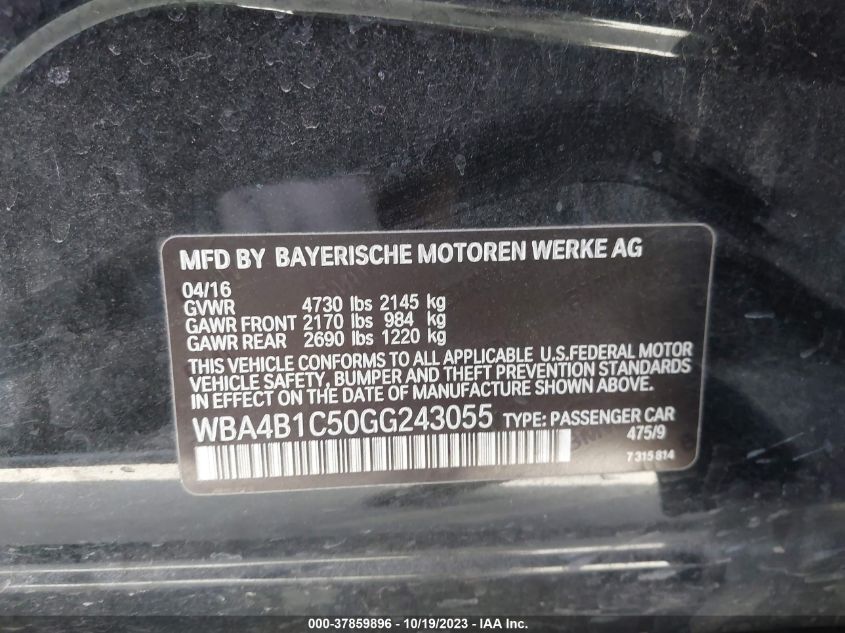 MFD BY BAYERISCHE MOTOREN WERKE AG
04/16
GVWR 4730 lbs 2145 kg
GAWR FRONT 2170 lbs 984 kg
GAWR REAR 2690 lbs 1220 kg
THIS VEHICLE CONFORMS TO ALL APPLICABLE U.S.FEDERAL MOTOR
VEHICLE SAFETY, BUMPER AND THEFT PREVENTION STANDARDS
IN EFFECT ON THE DATE OF MANUFACTURE SHOWN ABOVE.
WBA4B1C50GG243055 TYPE: PASSENGER CAR
475/9
7 315 814
000-37859896 - 10/19/2023 - IAA Inc.